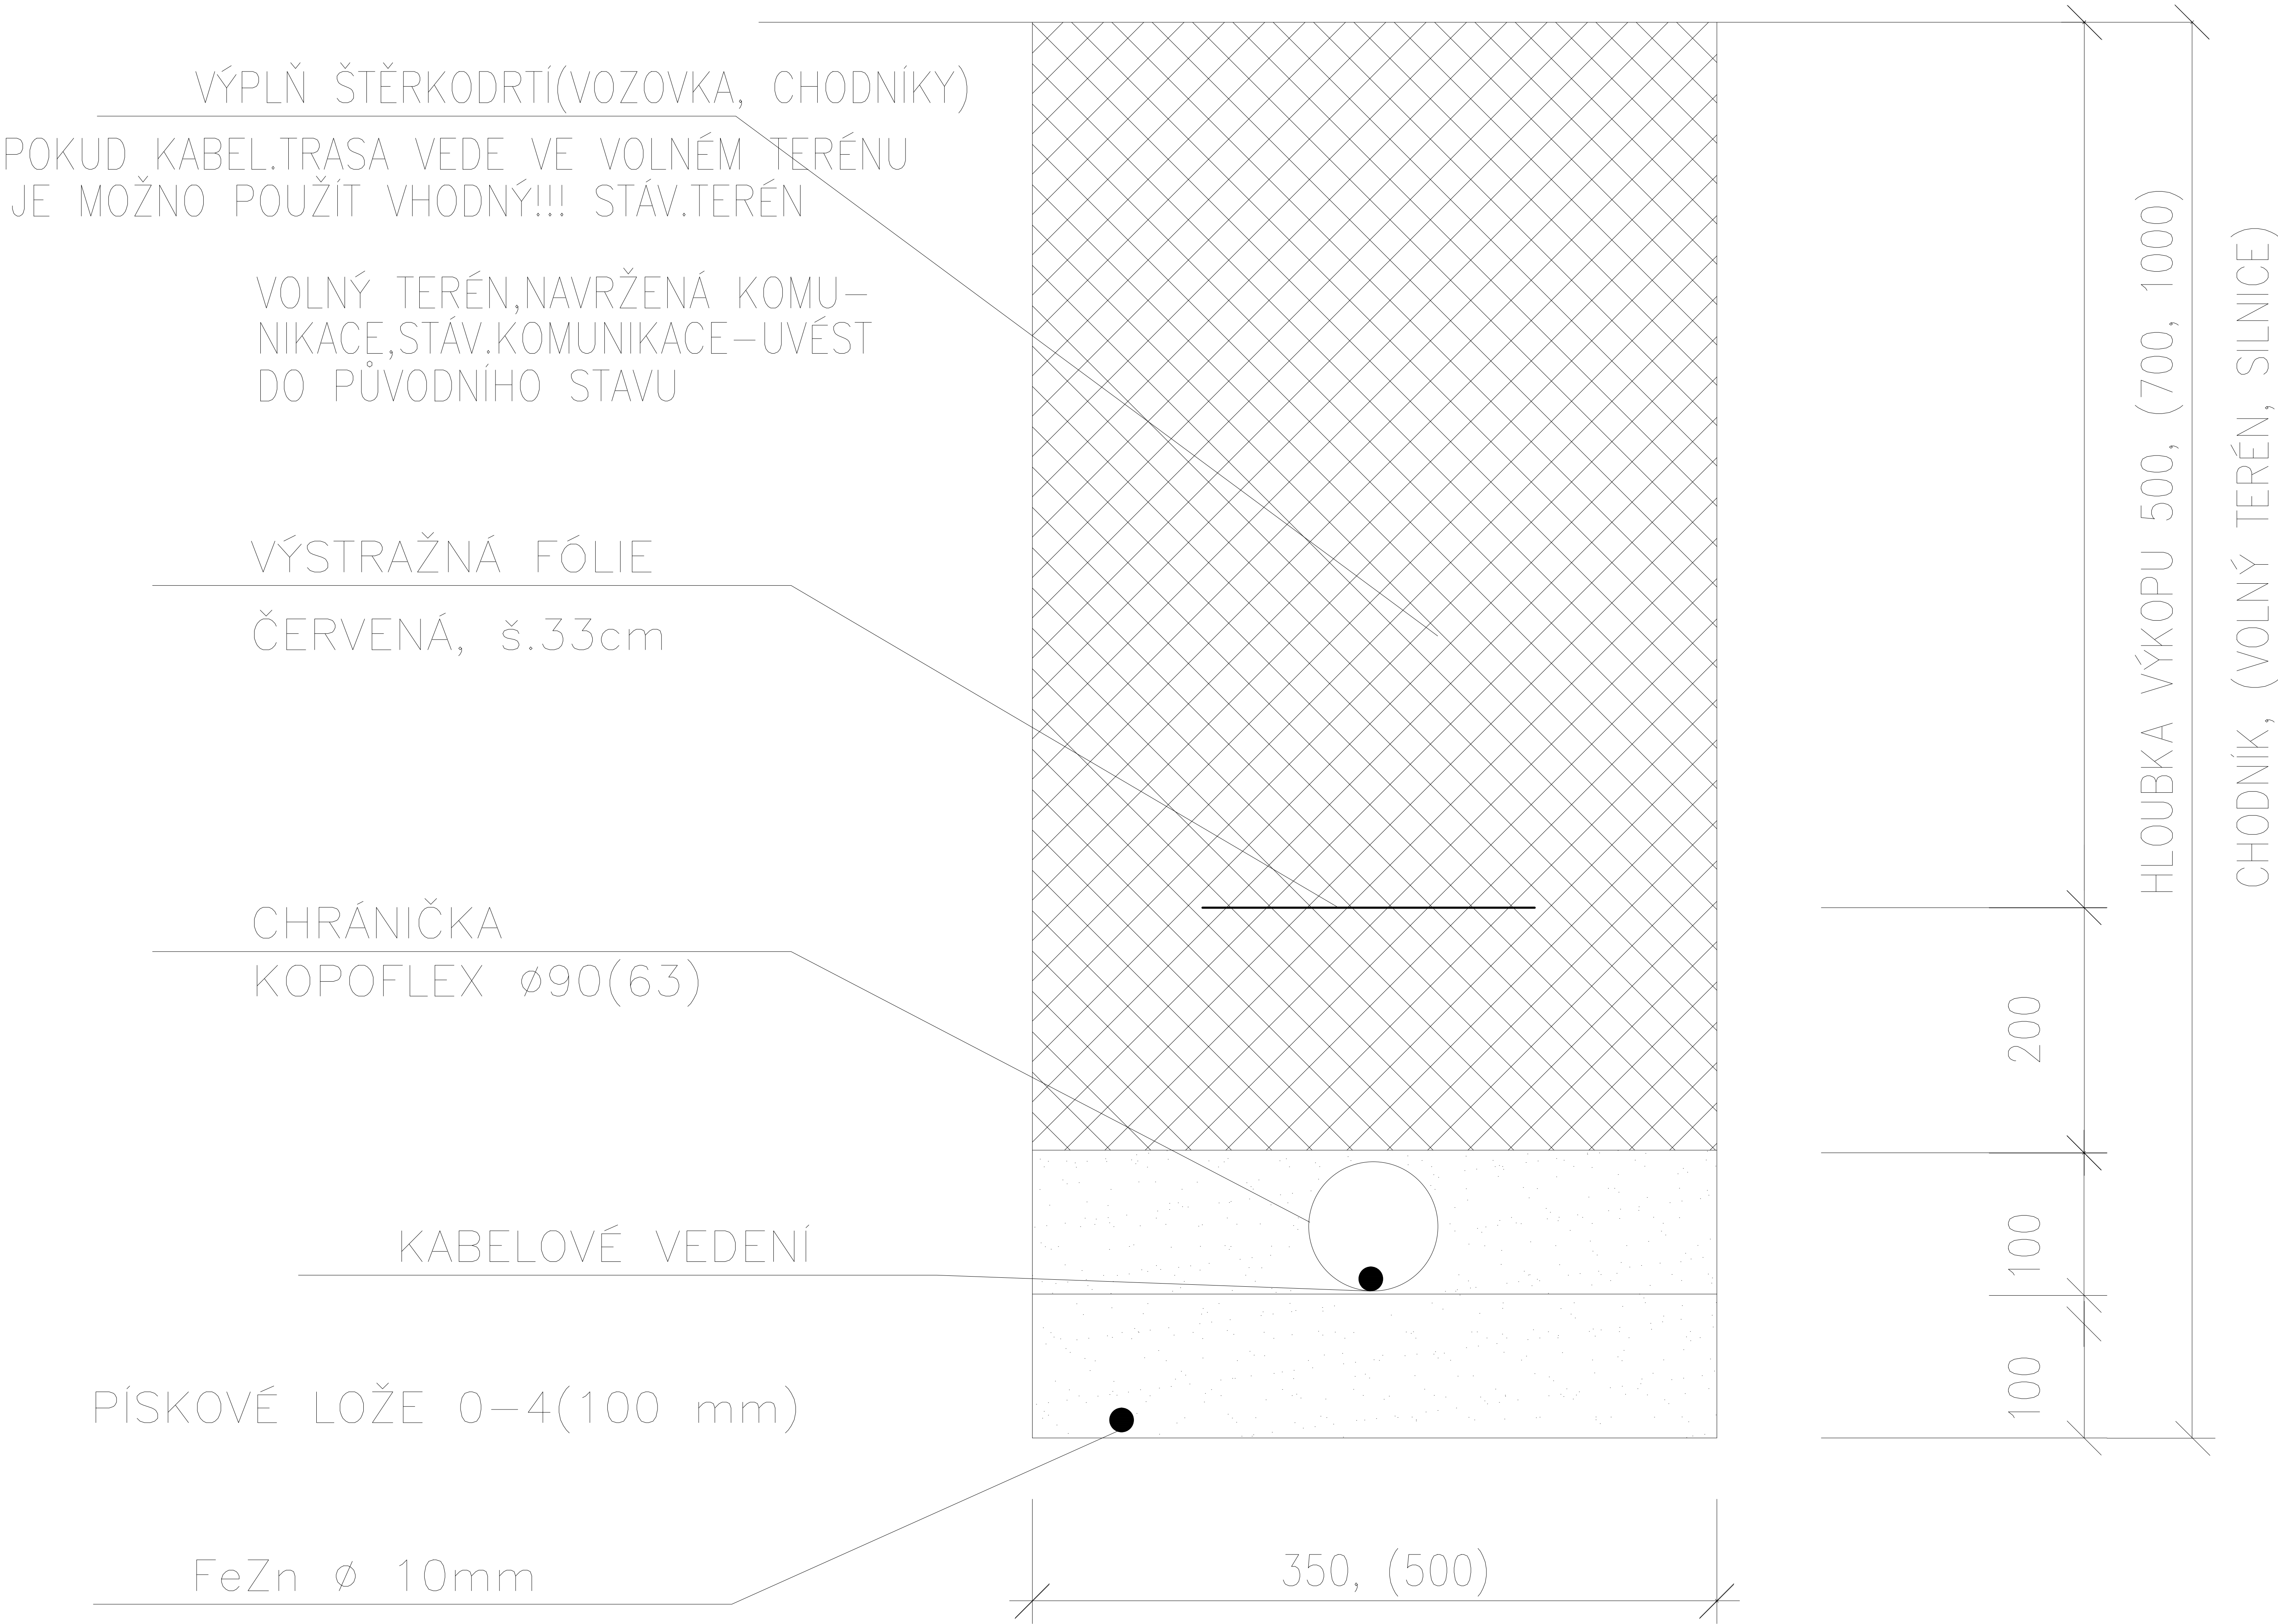 VÝPLŇ ŠTĚRKODRTÍ(VOZOVKA, CHODNÍKY)
POKUD KABEL.TRASA VEDE VE VOLNÉM TERÉNU
JE MOŽNO POUŽÍT VHODNÝ!!! STÁV.TERÉN
VOLNÝ TERÉN,NAVRŽENÁ KOMU-
NIKACE,STÁV.KOMUNIKACE-UVÉST
DO PŮVODNÍHO STAVU
VÝSTRAŽNÁ FÓLIE
ČERVENÁ, š.33cm
CHRÁNIČKA
KOPOFLEX ø90(63)
KABELOVÉ VEDENÍ
PÍSKOVÉ LOŽE 0-4(100 mm)
FeZn ø 10mm
350, (500)
200
100
100
HLOUBKA VÝKOPU 500, (700, 1000)
CHODNÍK, (VOLNÝ TERÉN, SILNICE)